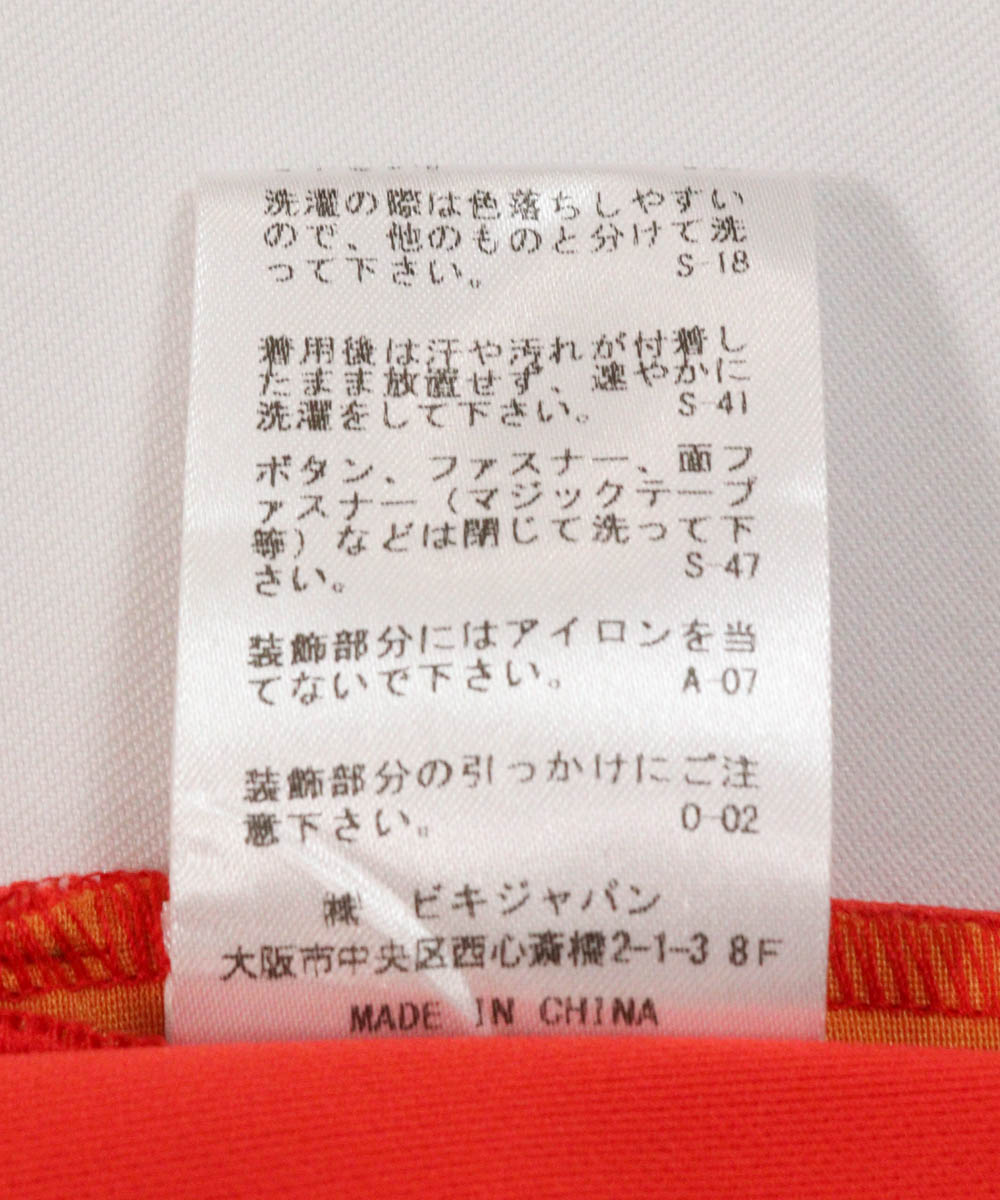 洗濯の際は色落ちしやすい
ので、他のものと分けて洗
って下さい。 S-18
着用後は汗や汚れが付着し
たまま放置せず、速やかに
洗濯をして下さい。 S-41
ボタン、ファスナー、面フ
ァスナー（マジックテープ
等）などは閉じて洗って下
さい。 S-47
装飾部分にはアイロンを当
てないで下さい。 A-07
装飾部分の引っかけにご注
意下さい。 O-02
㈱ ビキジャパン
大阪市中央区西心斎橋2-1-3 8F
MADE IN CHINA